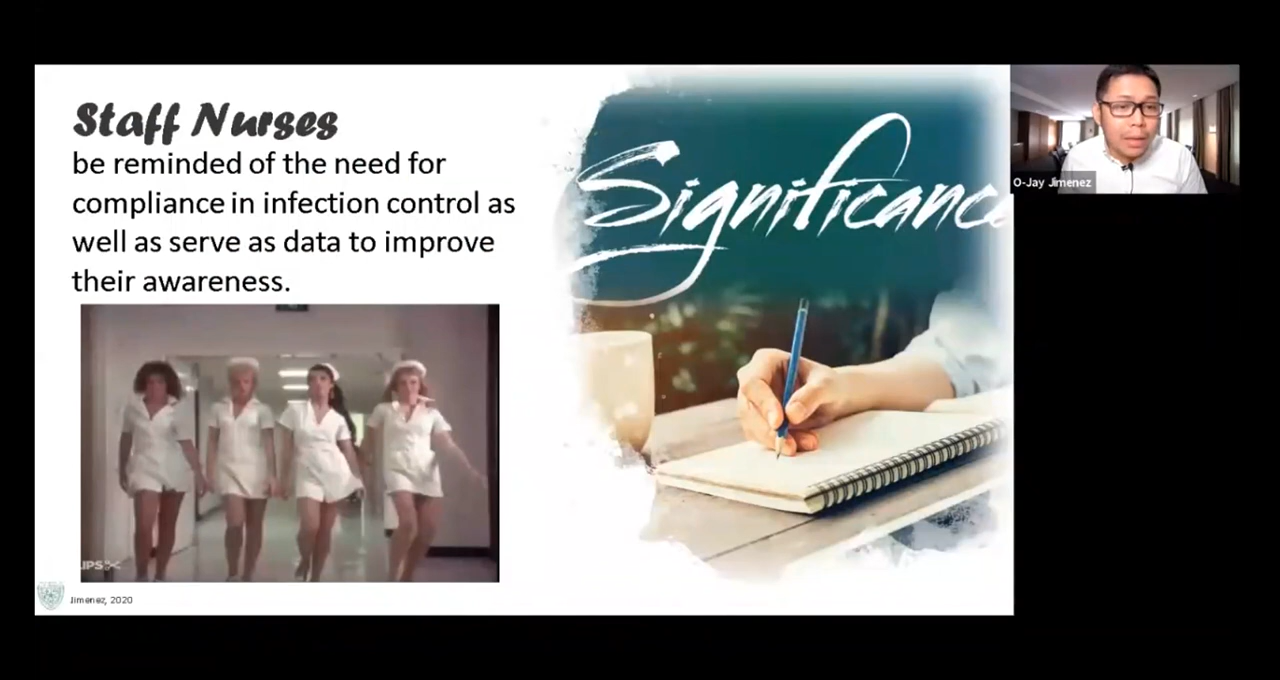 Staff Nurses
be reminded of the need for
compliance in infection control as
well as serve as data to improve
their awareness.
Significance
O-Jay Jimenez
Jimenez, 2020